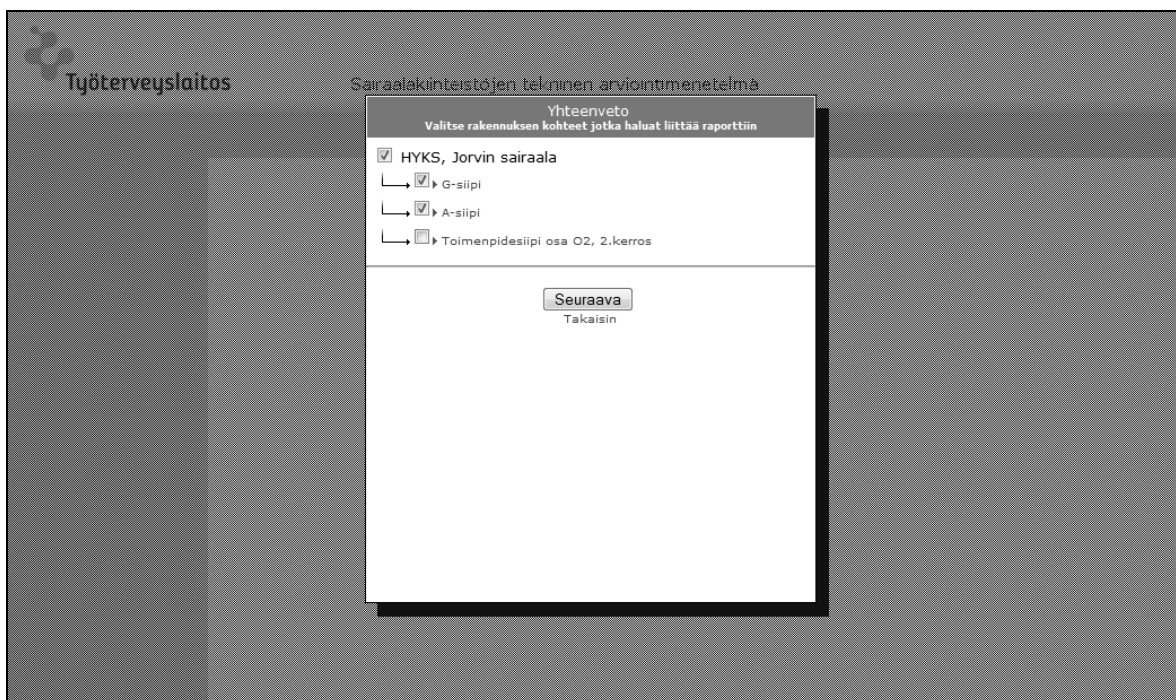 Työterveyslaitos
Sairaalakiinteistöjen tekninen arviointimenetelmä
Yhteenveto
Valitse rakennuksen kohteet jotka haluat liittää raporttiin
HYKS, Jorvin sairaala
G-siipi
A-siipi
Toimenpidesiipi osa O2, 2.kerros
Seuraava
Takaisin